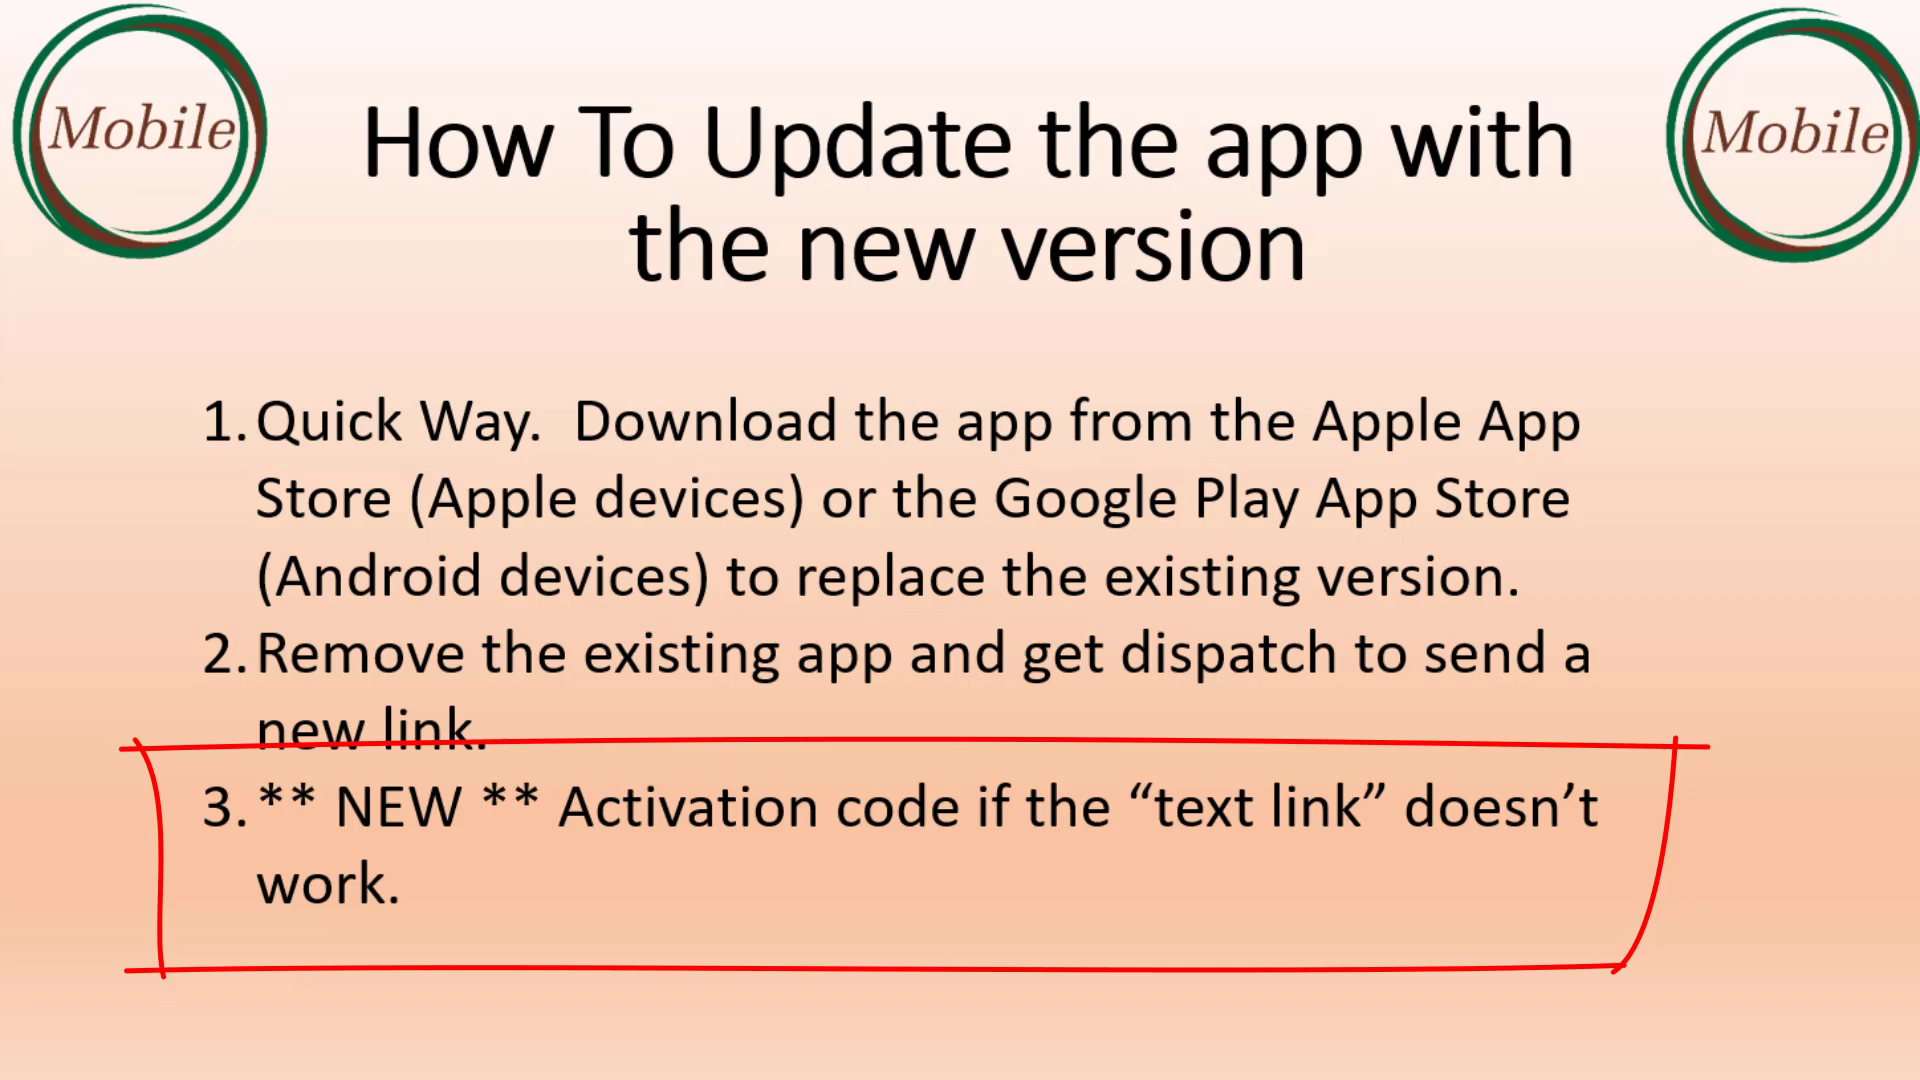 Mobile
Mobile
How To Update the app with
the new version
1. Quick Way.  Download the app from the Apple App
Store (Apple devices) or the Google Play App Store
(Android devices) to replace the existing version.
2. Remove the existing app and get dispatch to send a
new link.
3. ** NEW ** Activation code if the “text link” doesn’t
work.